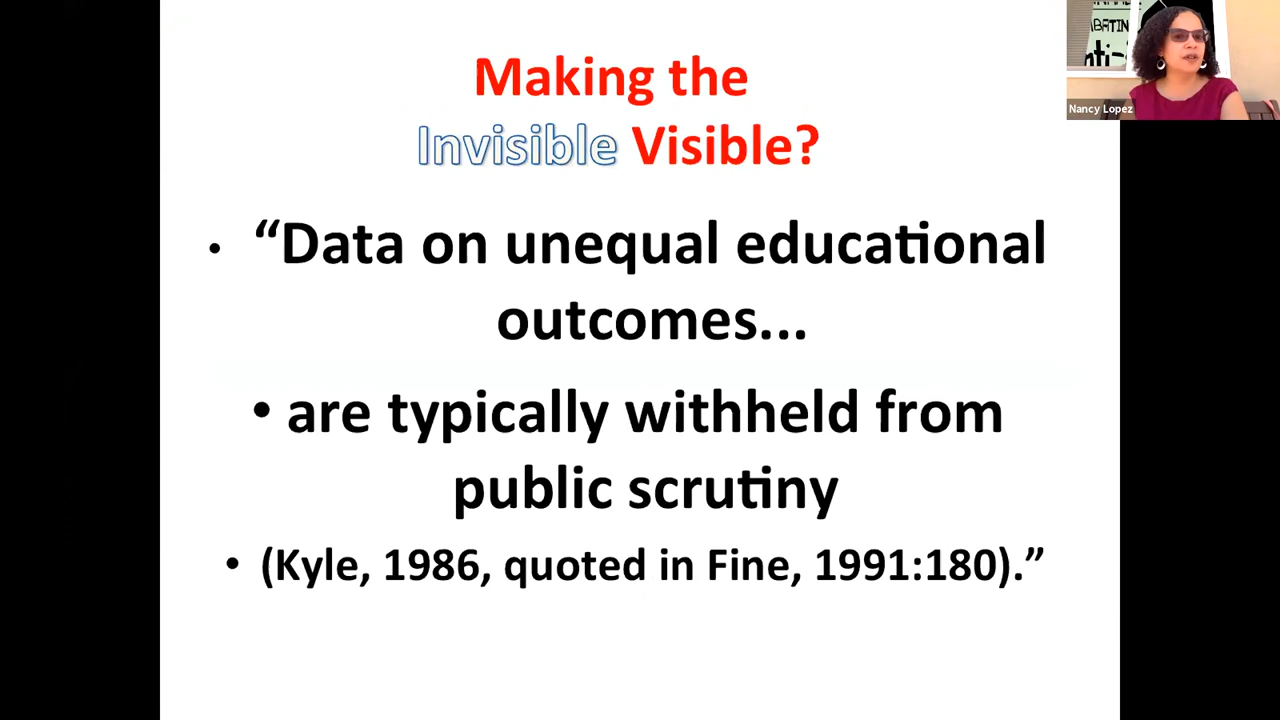 Making the
Invisible Visible?
• “Data on unequal educational
outcomes...
• are typically withheld from
public scrutiny
• (Kyle, 1986, quoted in Fine, 1991:180).”
Nancy Lopez